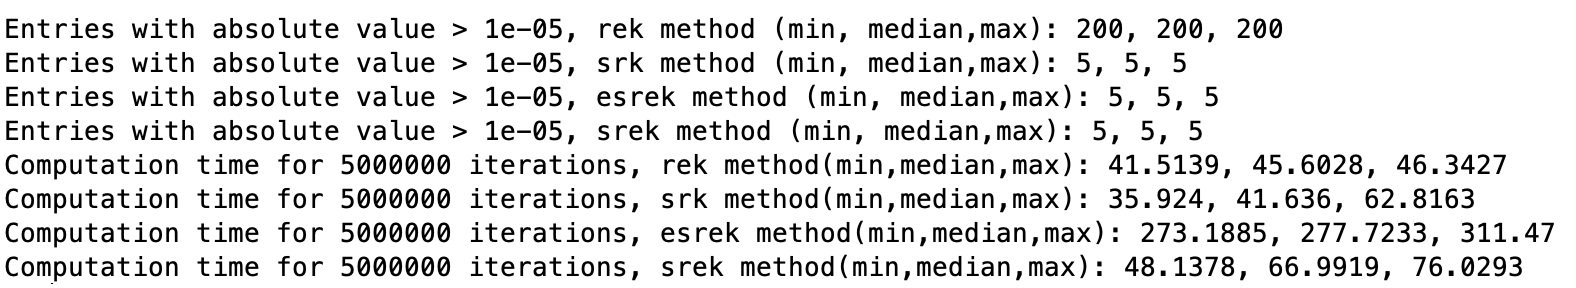 Entries with absolute value > 1e-05, rek method (min, median,max): 200, 200, 200
Entries with absolute value > 1e-05, srk method (min, median,max): 5, 5, 5
Entries with absolute value > 1e-05, esrek method (min, median,max): 5, 5, 5
Entries with absolute value > 1e-05, srek method (min, median,max): 5, 5, 5
Computation time for 5000000 iterations, rek method(min,median,max): 41.5139, 45.6028, 46.3427
Computation time for 5000000 iterations, srk method(min,median,max): 35.924, 41.636, 62.8163
Computation time for 5000000 iterations, esrek method(min,median,max): 273.1885, 277.7233, 311.47
Computation time for 5000000 iterations, srek method(min,median,max): 48.1378, 66.9919, 76.0293